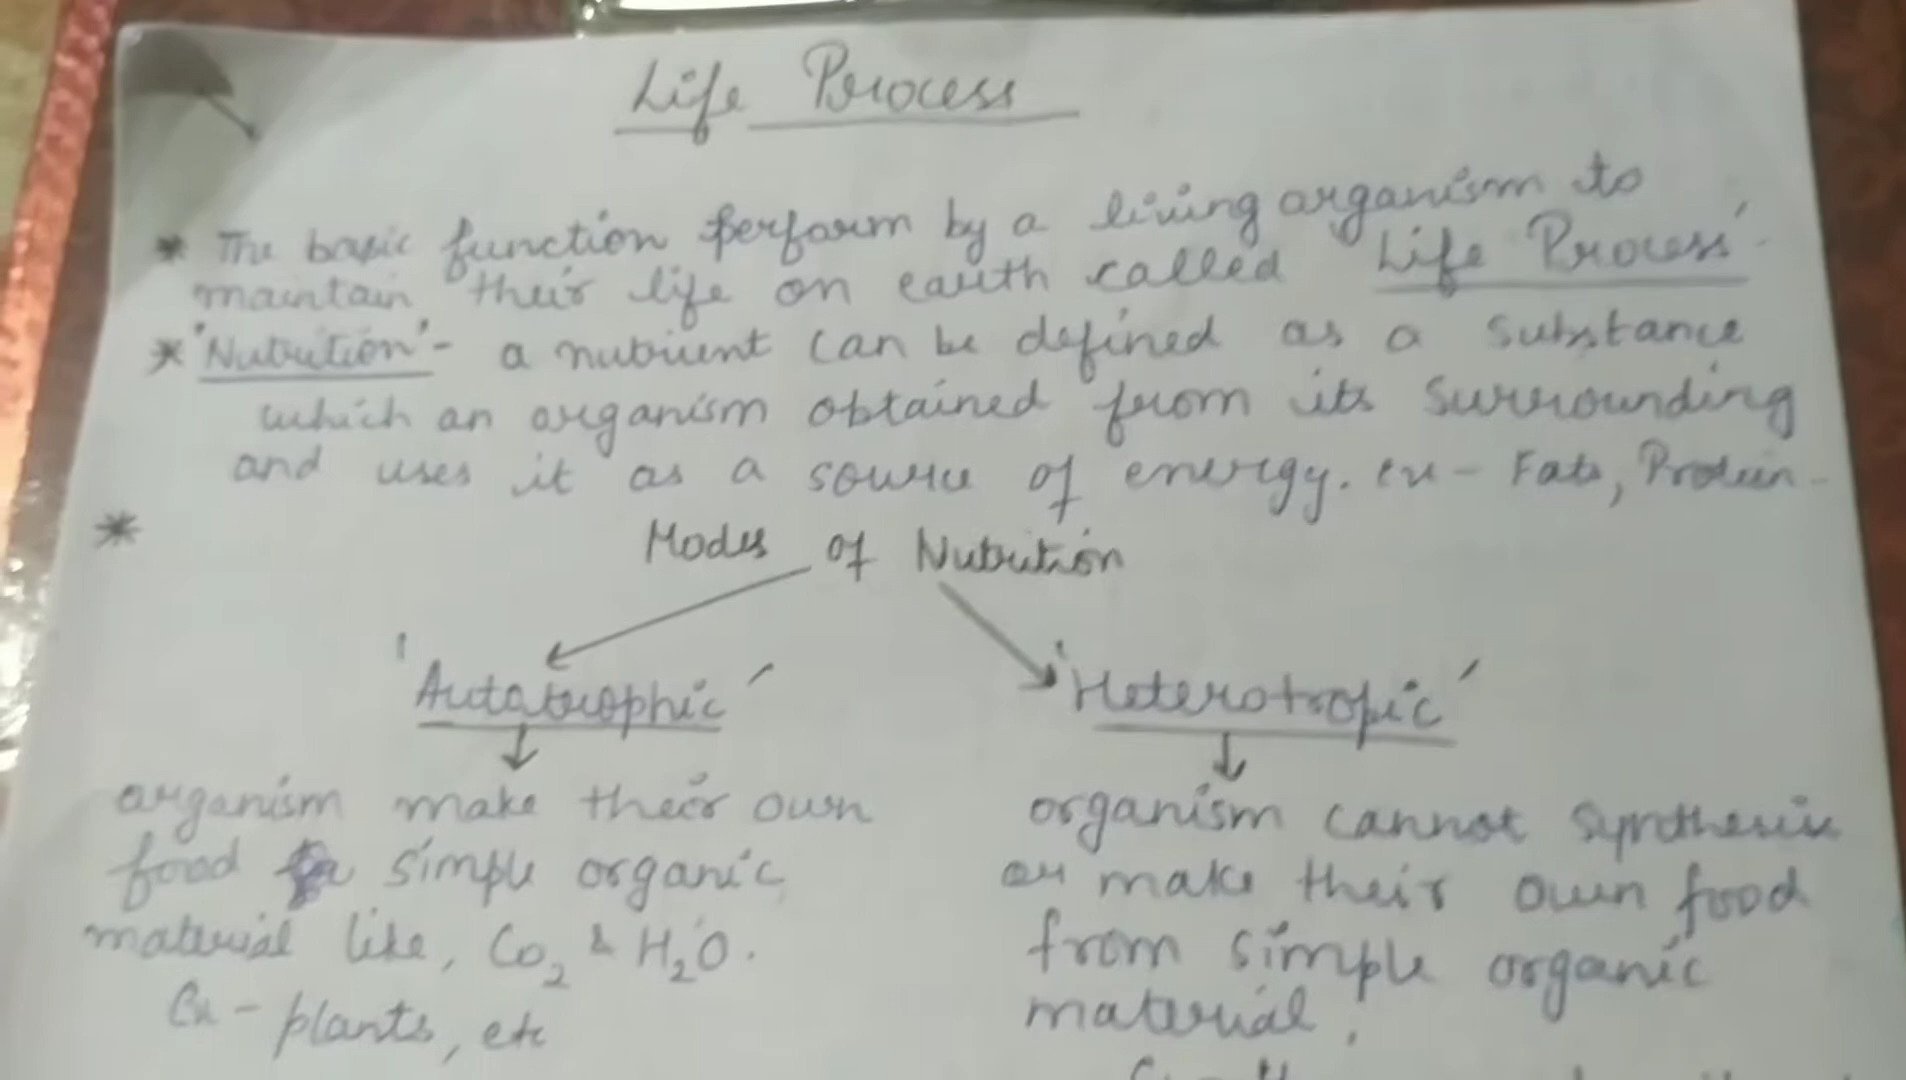 Life Process
* The basic function perform by a living organism to
maintain their life on earth called 'Life Process'.
* 'Nutrition' - a nutrient can be defined as a substance
which an organism obtained from its surrounding
and uses it as a source of energy. ex - Fats, Protein -
*
Modes of Nutrition
'Autotrophic' 'Heterotropic'
organism make their own
food simple organic
material like, Co₂ & H₂O.
Ex - plants, etc
organism cannot synthesis
or make their own food
from simple organic
material,